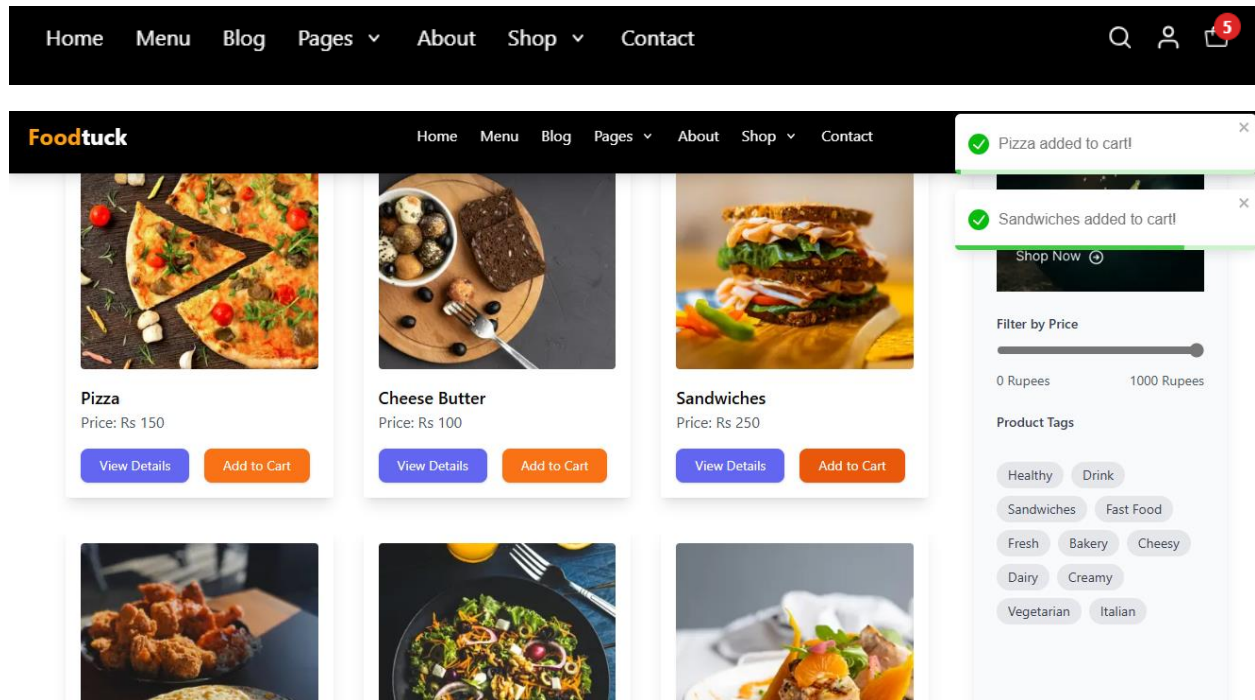 Home Menu Blog Pages About Shop Contact
5
Foodtuck
Home Menu Blog Pages About Shop Contact
Pizza added to cart!
Sandwiches added to cart!
Shop Now
Filter by Price
0 Rupees 1000 Rupees
Product Tags
Healthy Drink
Sandwiches Fast Food
Fresh Bakery Cheesy
Dairy Creamy
Vegetarian Italian
Pizza
Price: Rs 150
View Details Add to Cart
Cheese Butter
Price: Rs 100
View Details Add to Cart
Sandwiches
Price: Rs 250
View Details Add to Cart